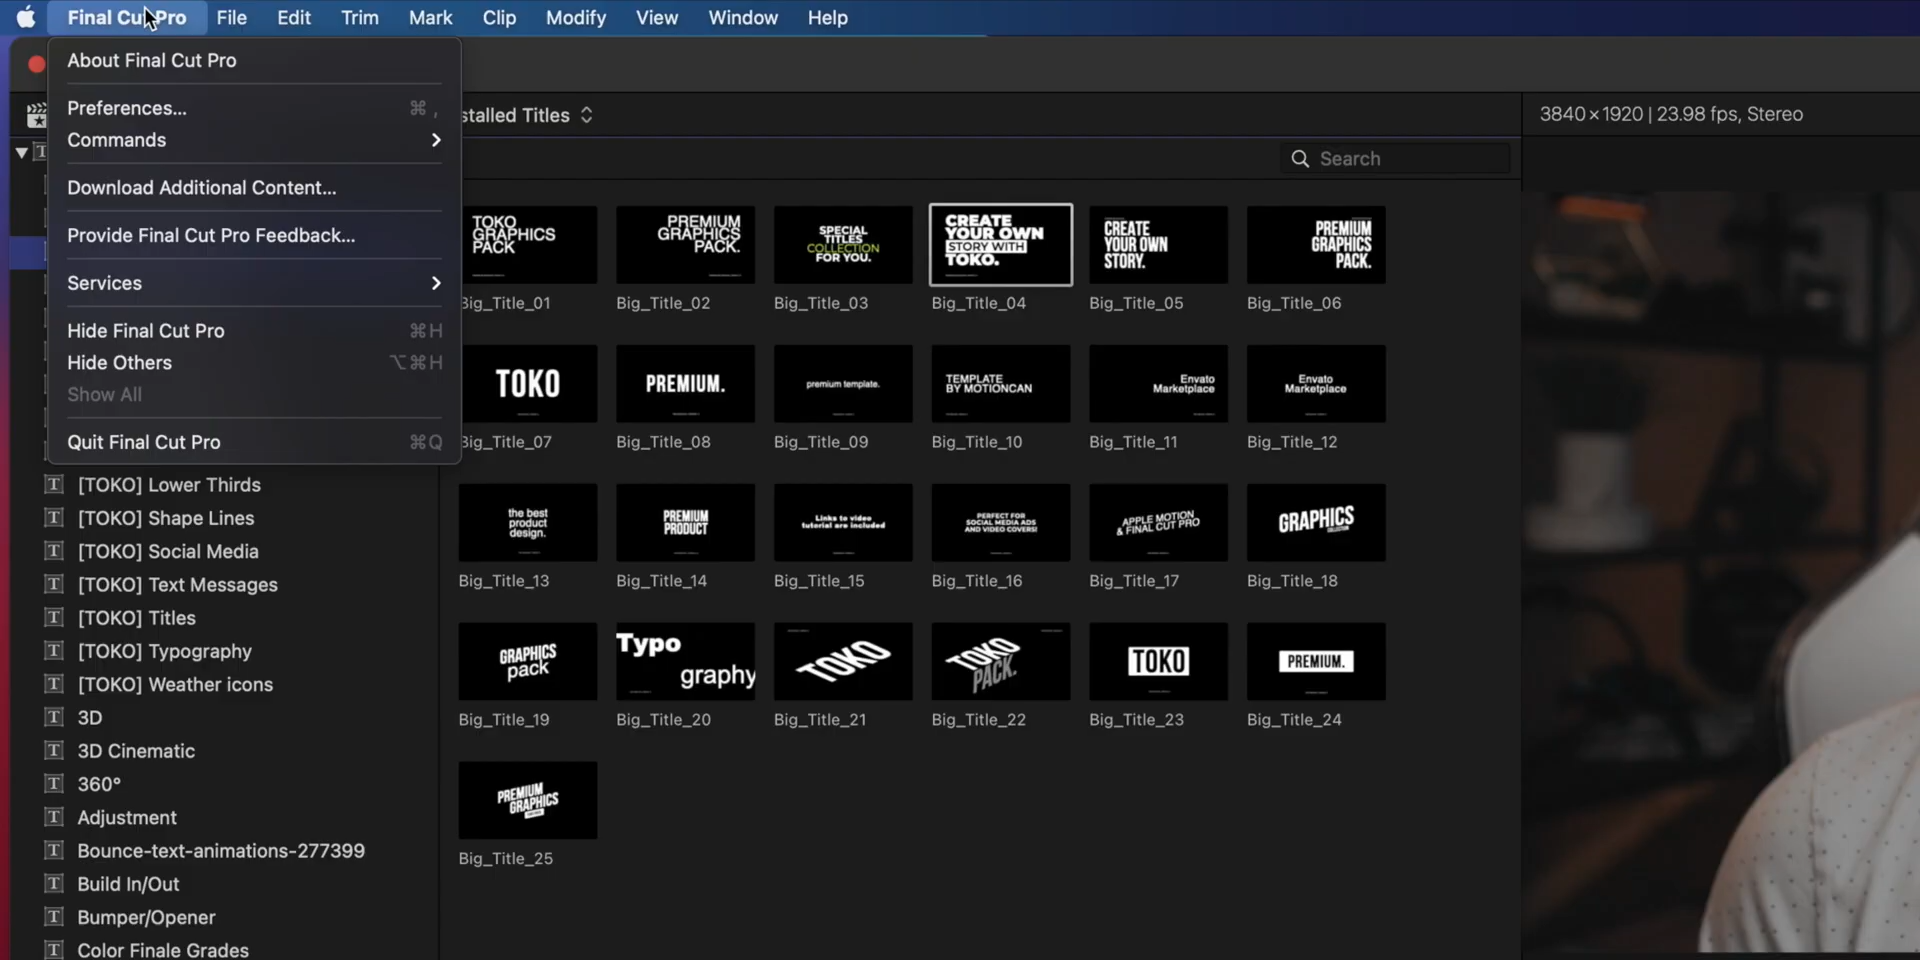 Final Cut Pro File Edit Trim Mark Clip Modify View Window Help
About Final Cut Pro
Preferences... ⌘ ,
Commands
Download Additional Content...
Provide Final Cut Pro Feedback...
Services
Hide Final Cut Pro ⌘H
Hide Others ⌥⌘H
Show All
Quit Final Cut Pro ⌘Q
stalled Titles
3840×1920 | 23.98 fps, Stereo
Search
[TOKO] Lower Thirds
[TOKO] Shape Lines
[TOKO] Social Media
[TOKO] Text Messages
[TOKO] Titles
[TOKO] Typography
[TOKO] Weather icons
3D
3D Cinematic
360°
Adjustment
Bounce-text-animations-277399
Build In/Out
Bumper/Opener
Color Finale Grades
TOKO
GRAPHICS
PACK
Big_Title_01
PREMIUM
GRAPHICS
PACK.
Big_Title_02
SPECIAL
TITLES
COLLECTION
FOR YOU.
Big_Title_03
CREATE
YOUR OWN
STORY WITH
TOKO.
Big_Title_04
CREATE
YOUR OWN
STORY.
Big_Title_05
PREMIUM
GRAPHICS
PACK.
Big_Title_06
TOKO
Big_Title_07
PREMIUM.
Big_Title_08
premium template.
Big_Title_09
TEMPLATE
BY MOTIONCAN
Big_Title_10
Envato
Marketplace
Big_Title_11
Envato
Marketplace
Big_Title_12
the best
product
design.
Big_Title_13
PREMIUM
PRODUCT
Big_Title_14
Links to video
tutorial are included
Big_Title_15
PERFECT FOR
SOCIAL MEDIA ADS
AND VIDEO COVERS!
Big_Title_16
APPLE MOTION
& FINAL CUT PRO
Big_Title_17
GRAPHICS
Big_Title_18
GRAPHICS
pack
Big_Title_19
Typo
graphy
Big_Title_20
TOKO
Big_Title_21
TOKO
PACK.
Big_Title_22
TOKO
Big_Title_23
PREMIUM.
Big_Title_24
PREMIUM
GRAPHICS
Big_Title_25